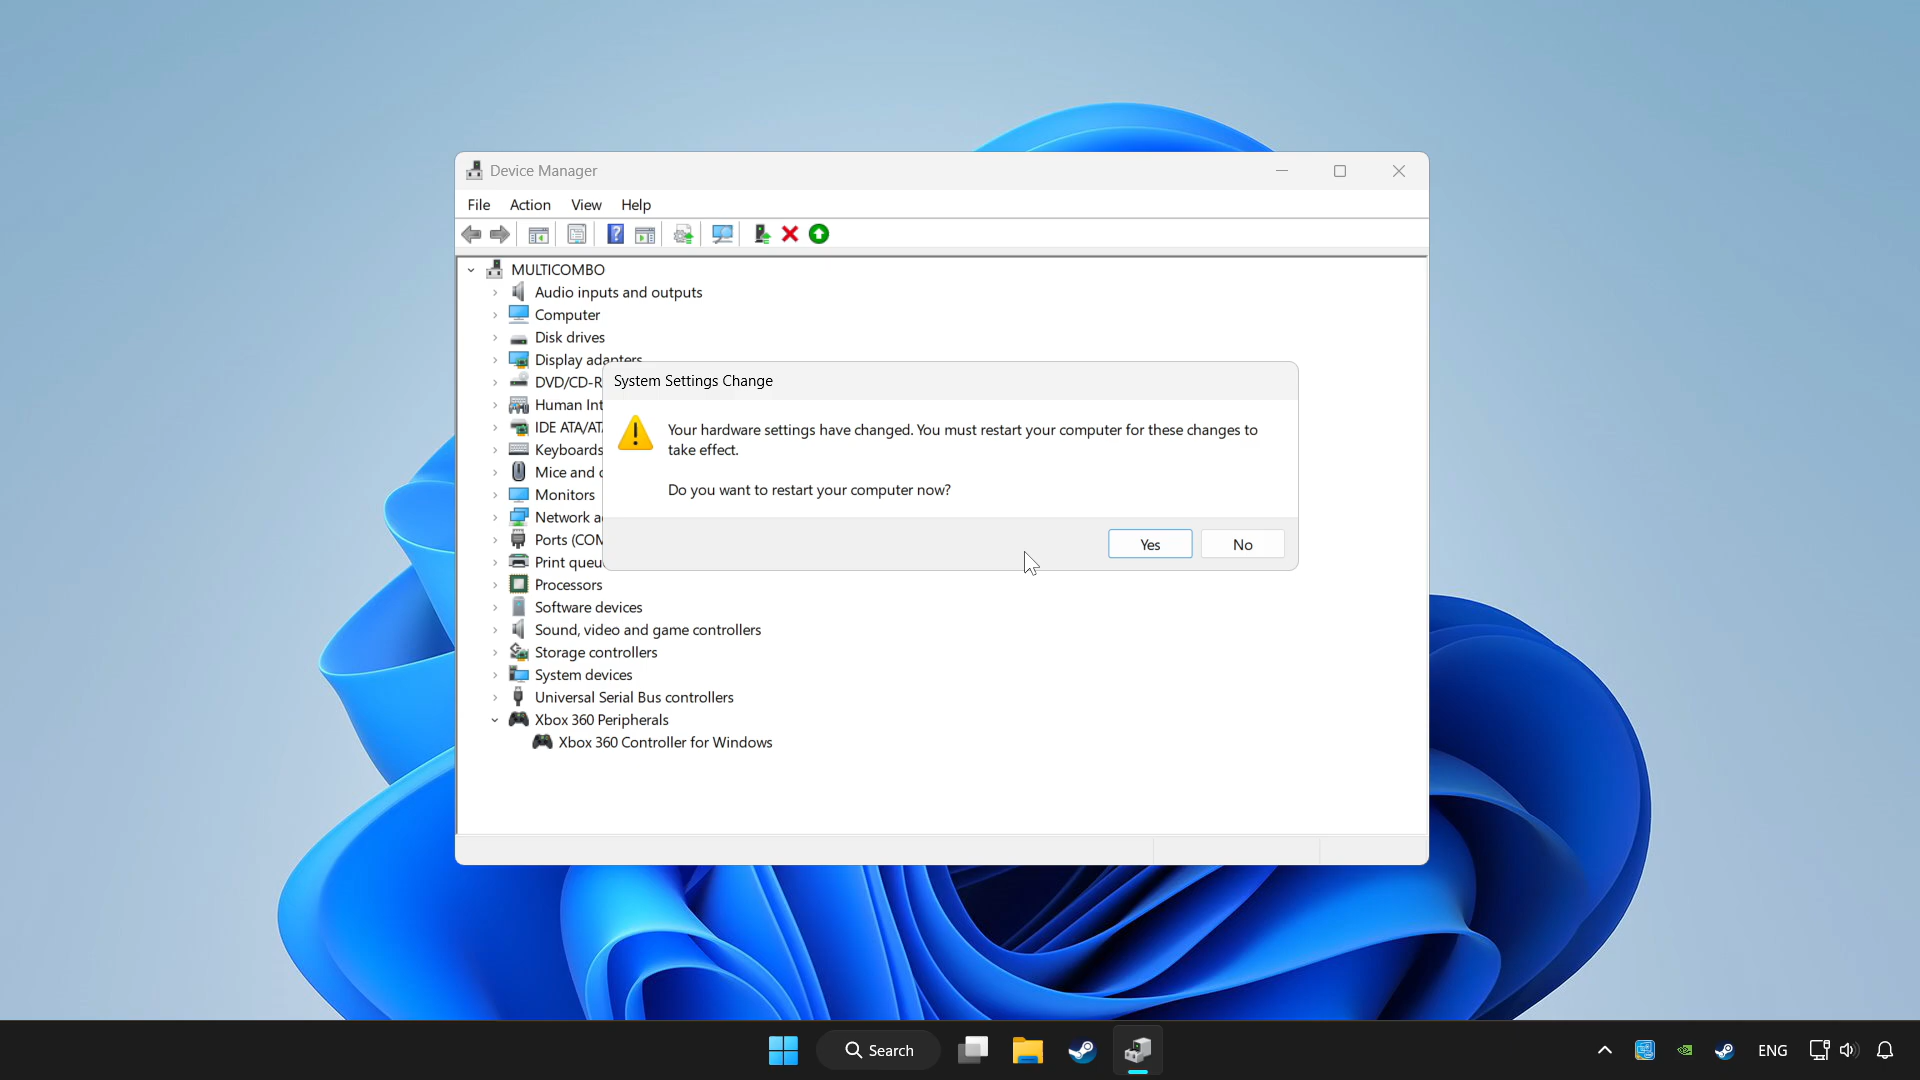 Device Manager
File Action View Help
MULTICOMBO
Audio inputs and outputs
Computer
Disk drives
Display adapters
DVD/CD-R
System Settings Change
Human Int
IDE ATA/ATA
Your hardware settings have changed. You must restart your computer for these changes to
take effect.
Keyboards
Mice and o
Monitors
Do you want to restart your computer now?
Network a
Ports (COM
Yes No
Print queu
Processors
Software devices
Sound, video and game controllers
Storage controllers
System devices
Universal Serial Bus controllers
Xbox 360 Peripherals
Xbox 360 Controller for Windows
Search
ENG